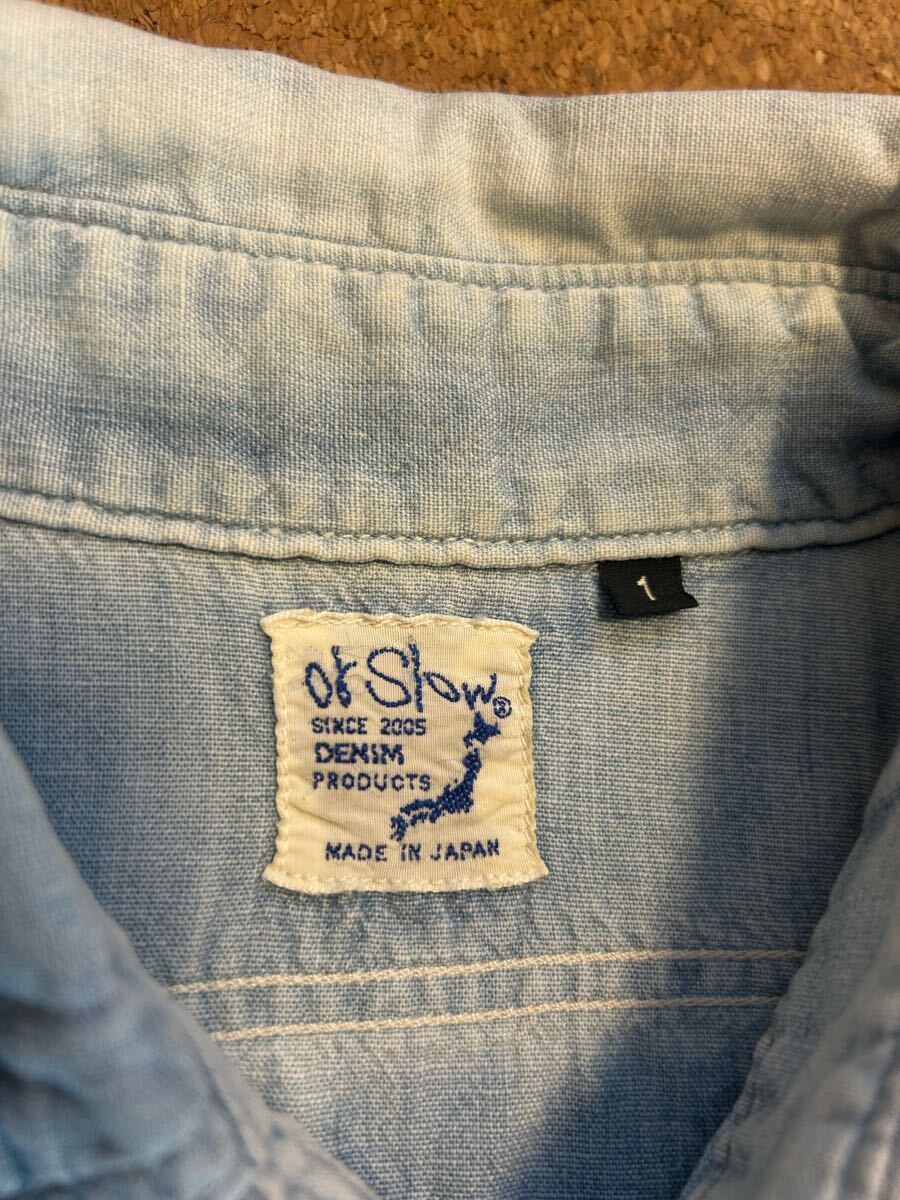 1
or Slow®
SINCE 2005
DENIM
PRODUCTS
MADE IN JAPAN